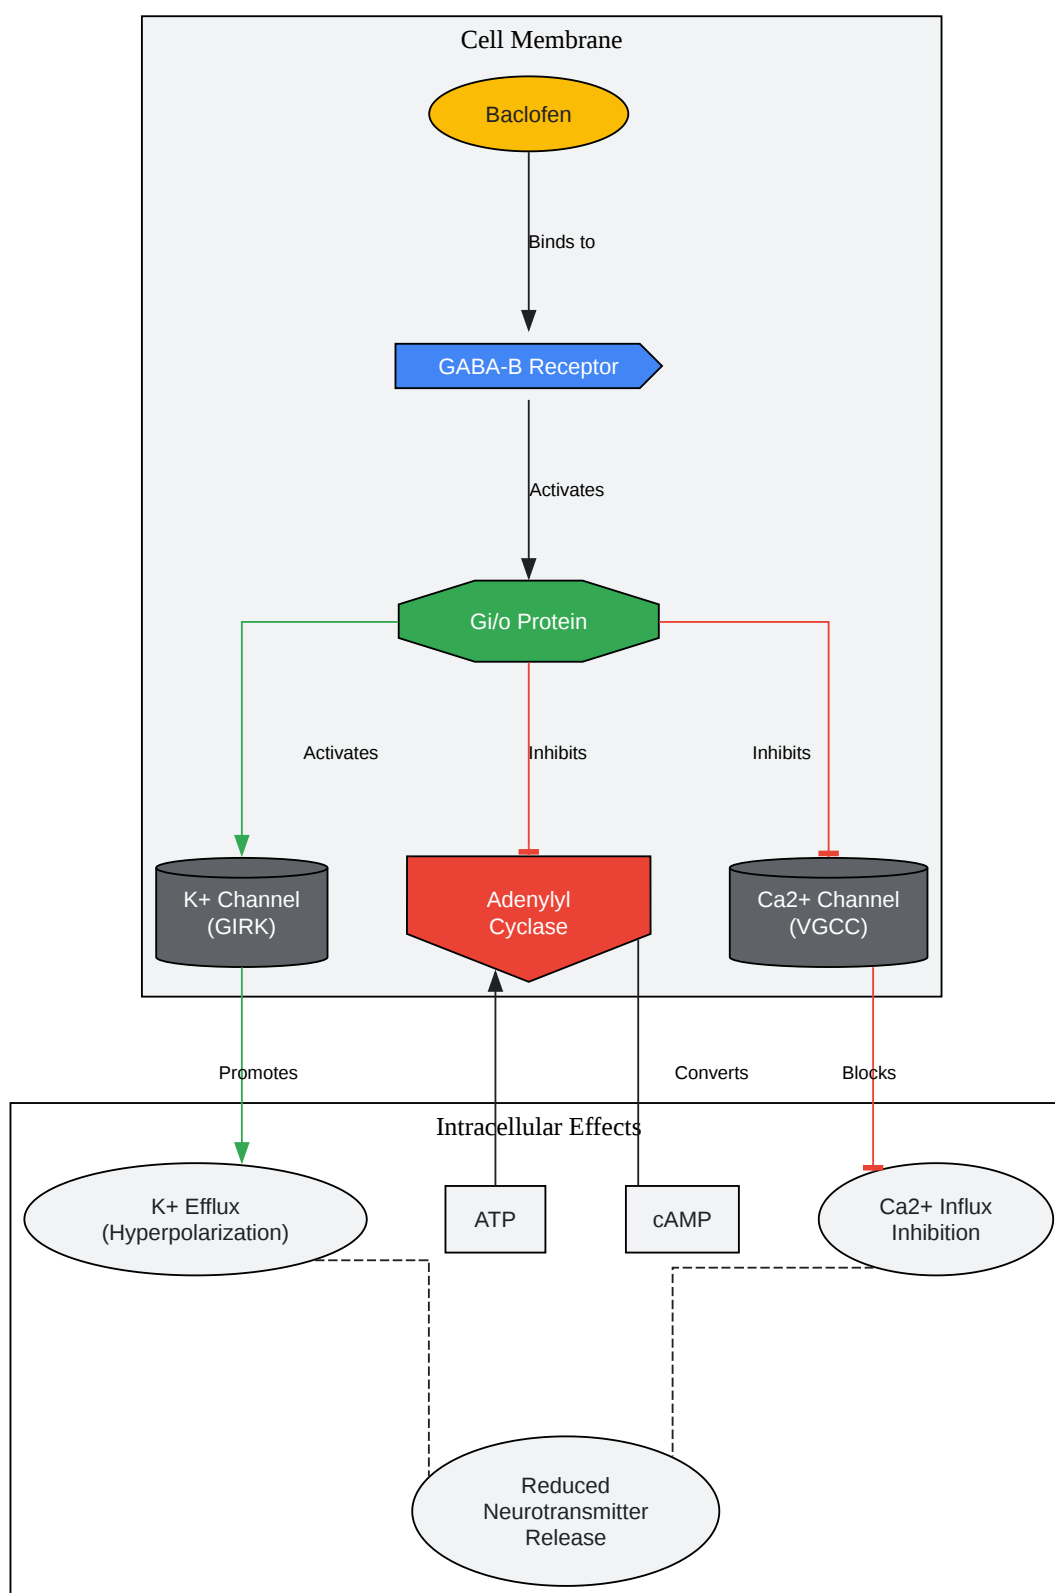 Cell Membrane
Baclofen
Binds to
GABA-B Receptor
Activates
Gi/o Protein
Activates
Inhibits
Inhibits
K+ Channel
(GIRK)
Adenylyl
Cyclase
Ca2+ Channel
(VGCC)
Promotes
Converts
Blocks
Intracellular Effects
K+ Efflux
(Hyperpolarization)
ATP
cAMP
Ca2+ Influx
Inhibition
Reduced
Neurotransmitter
Release